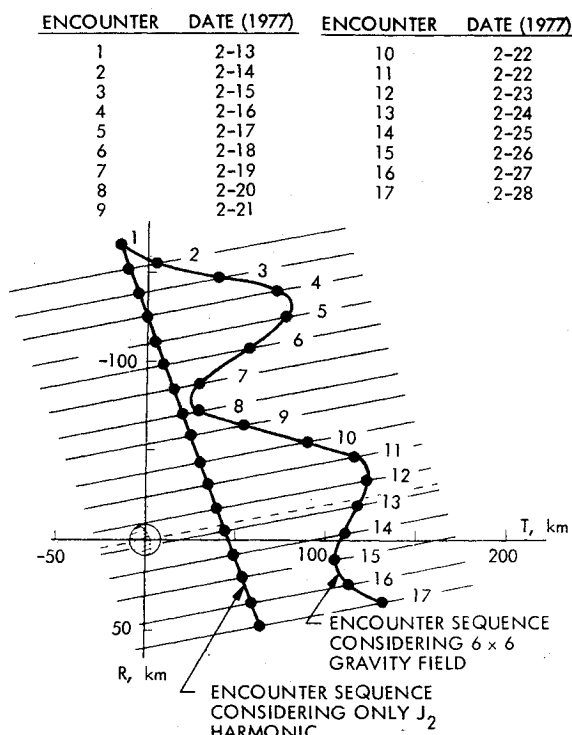 ENCOUNTER DATE (1977) ENCOUNTER DATE (1977)
1 2-13 10 2-22
2 2-14 11 2-22
3 2-15 12 2-23
4 2-16 13 2-24
5 2-17 14 2-25
6 2-18 15 2-26
7 2-19 16 2-27
8 2-20 17 2-28
9 2-21
1
2
3
4
5
6
-100
7
8
9
10
11
12
13
14
T, km
-50 100 15 200
16
17
50
R, km
ENCOUNTER SEQUENCE
CONSIDERING 6 × 6
GRAVITY FIELD
ENCOUNTER SEQUENCE
CONSIDERING ONLY J2
HARMONIC